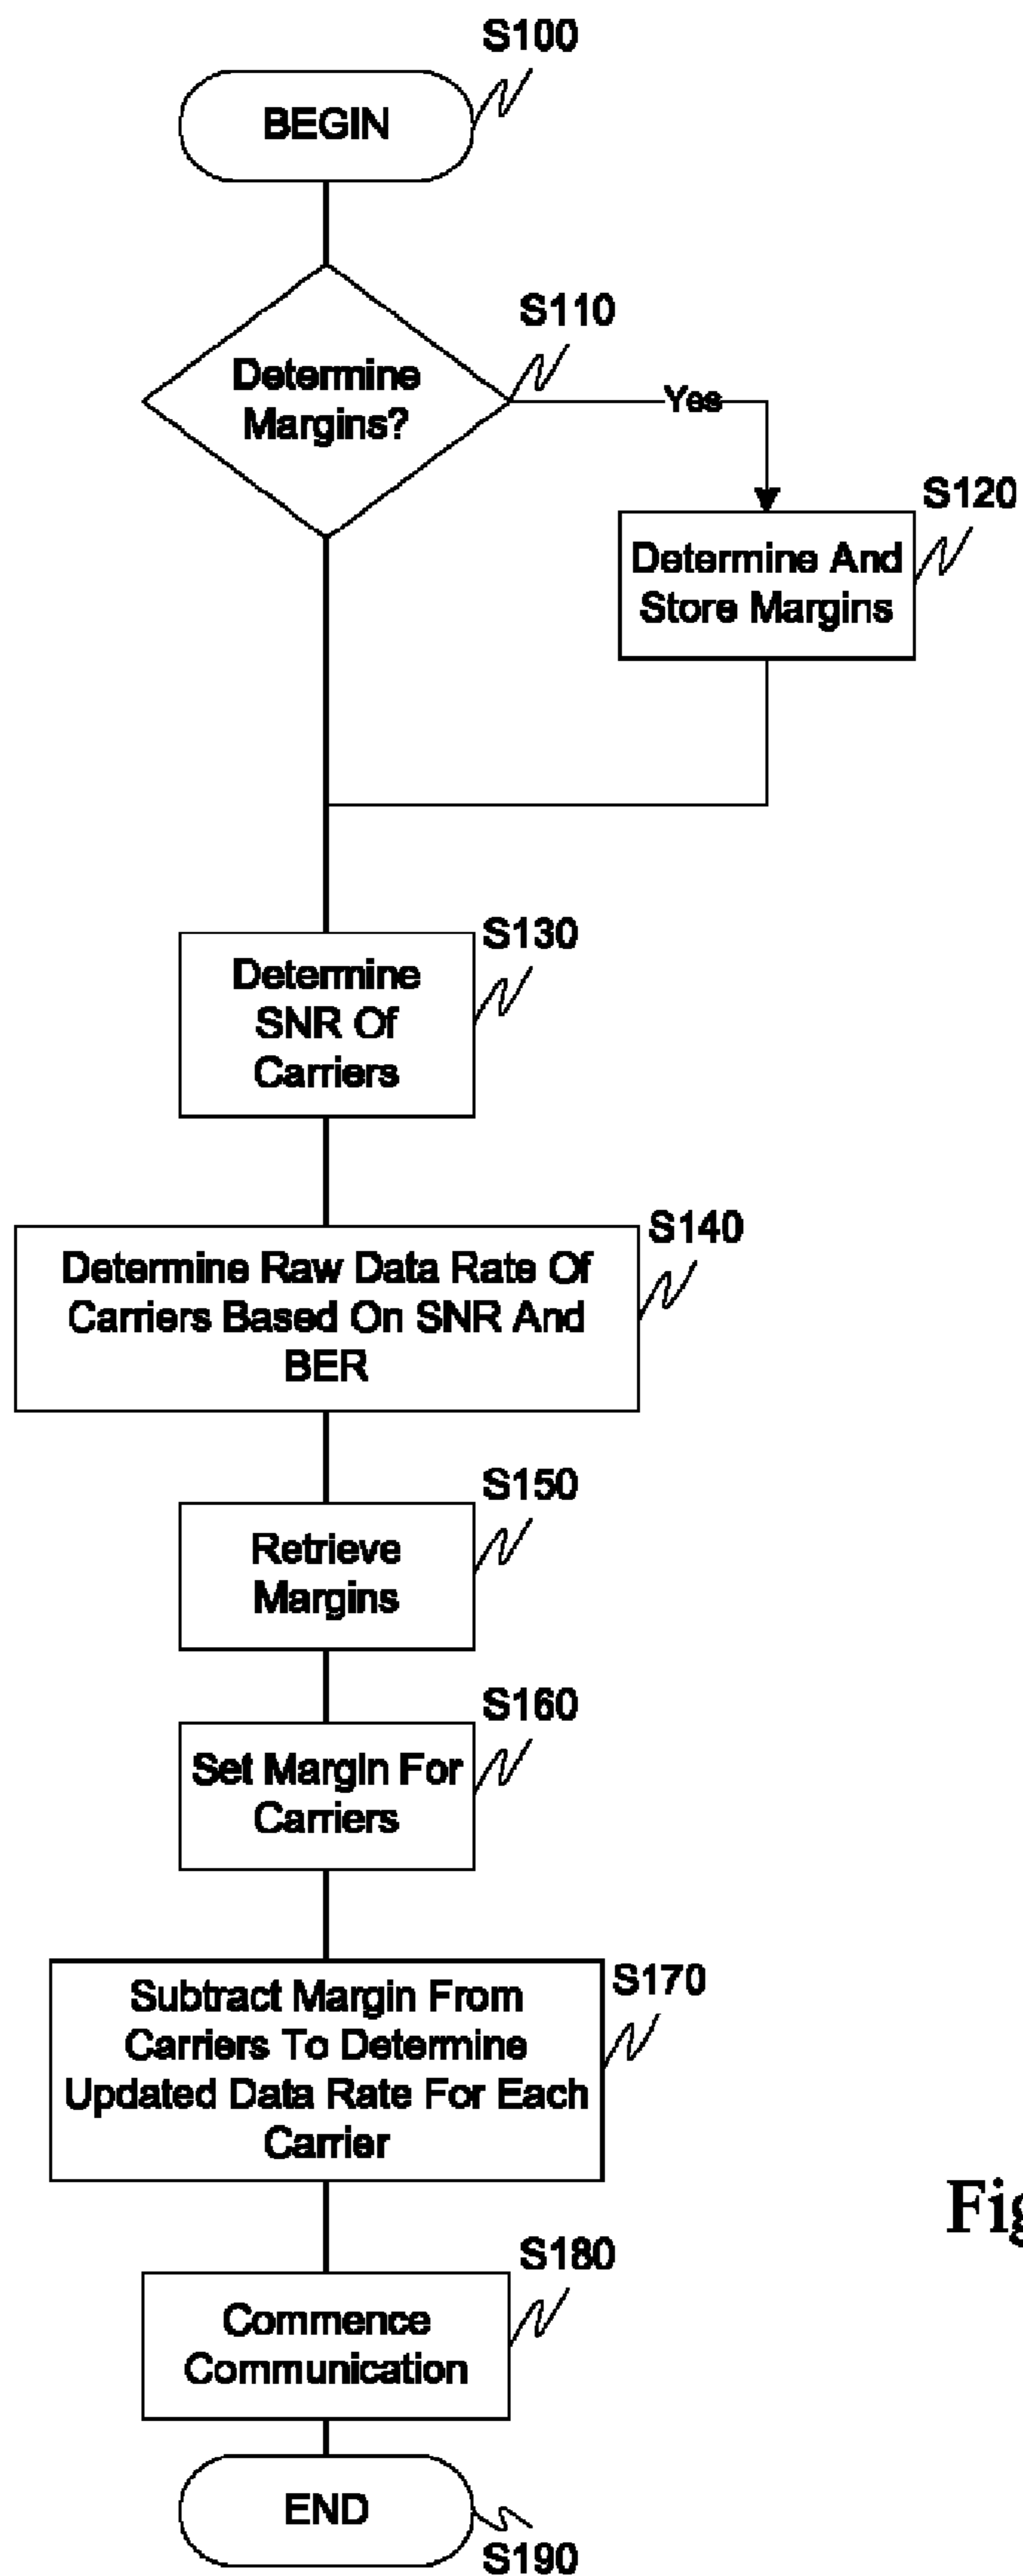 S100
BEGIN
S110
Determine
Margins?
Yes
S120
Determine And
Store Margins
S130
Determine
SNR Of
Carriers
S140
Determine Raw Data Rate Of
Carriers Based On SNR And
BER
S150
Retrieve
Margins
S160
Set Margin For
Carriers
S170
Subtract Margin From
Carriers To Determine
Updated Data Rate For Each
Carrier
Fig
S180
Commence
Communication
END
S190